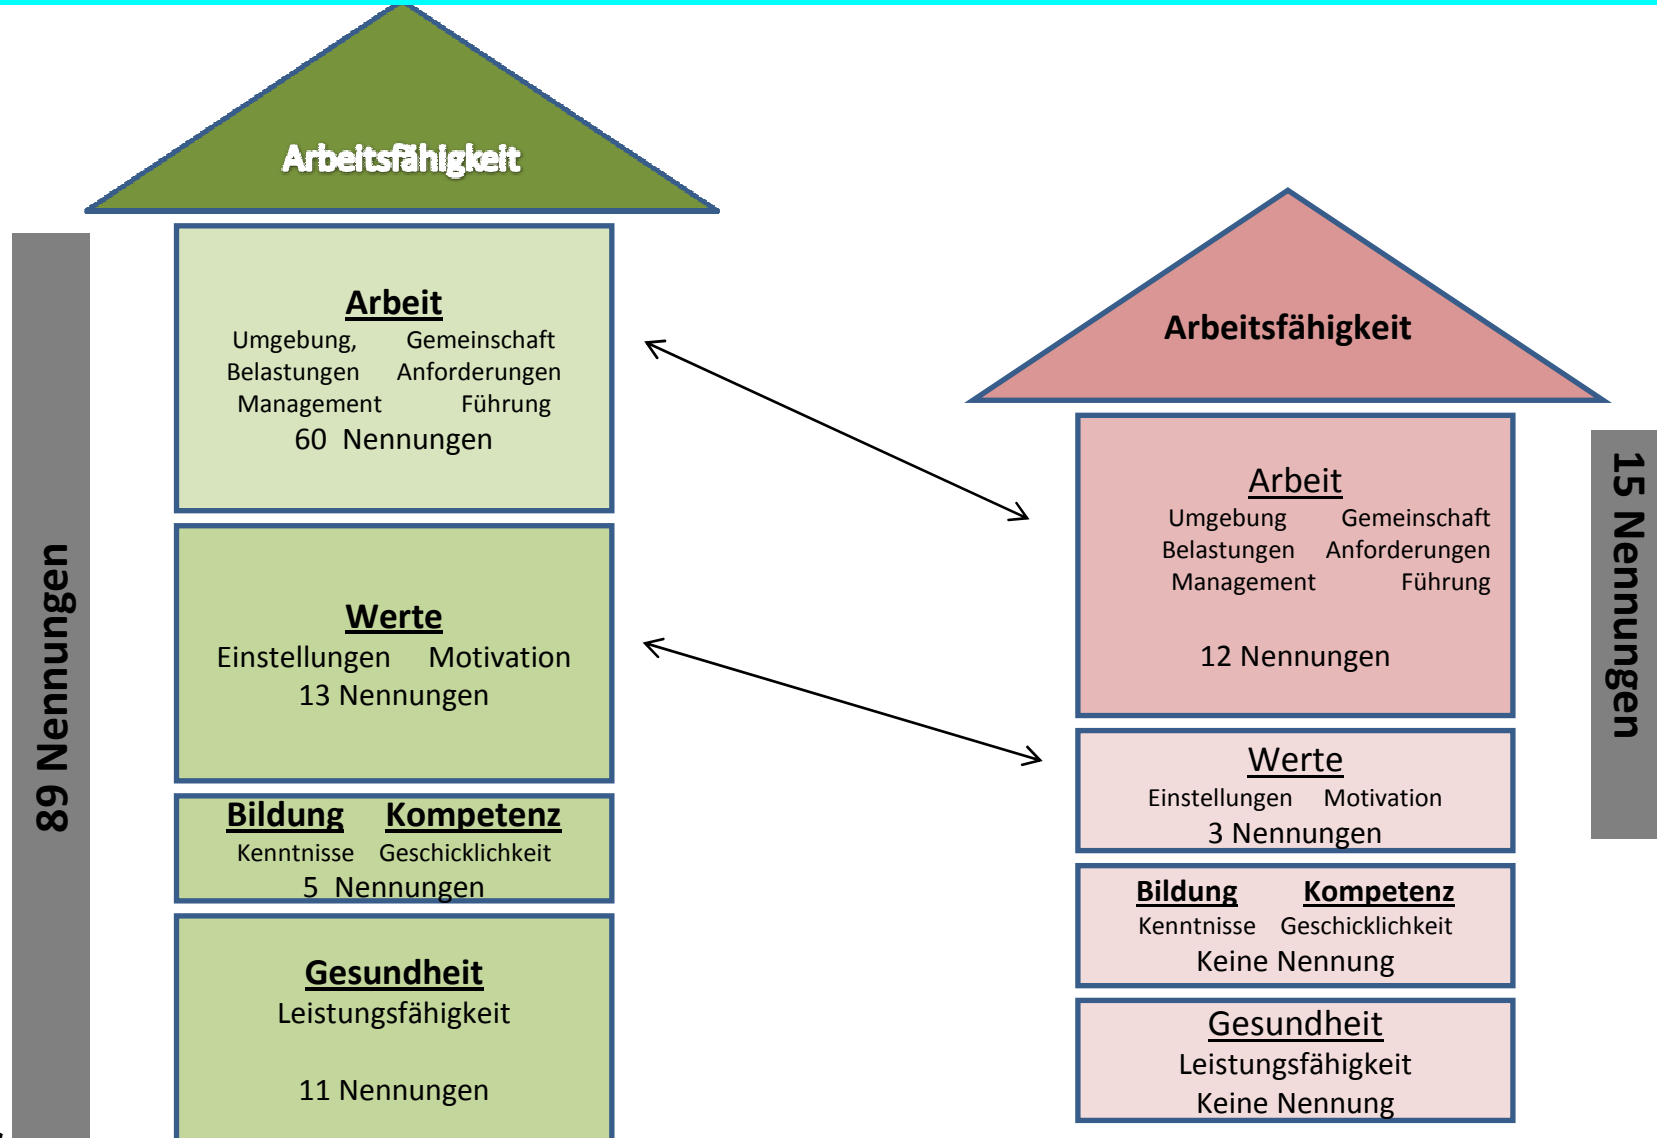 Arbeitsfähigkeit
89 Nennungen
Arbeit
Umgebung, Gemeinschaft
Belastungen Anforderungen
Management Führung
60 Nennungen
Werte
Einstellungen Motivation
13 Nennungen
Bildung Kompetenz
Kenntnisse Geschicklichkeit
5 Nennungen
Gesundheit
Leistungsfähigkeit
11 Nennungen
Arbeitsfähigkeit
Arbeit
Umgebung Gemeinschaft
Belastungen Anforderungen
Management Führung
12 Nennungen
Werte
Einstellungen Motivation
3 Nennungen
Bildung Kompetenz
Kenntnisse Geschicklichkeit
Keine Nennung
Gesundheit
Leistungsfähigkeit
Keine Nennung
15 Nennungen